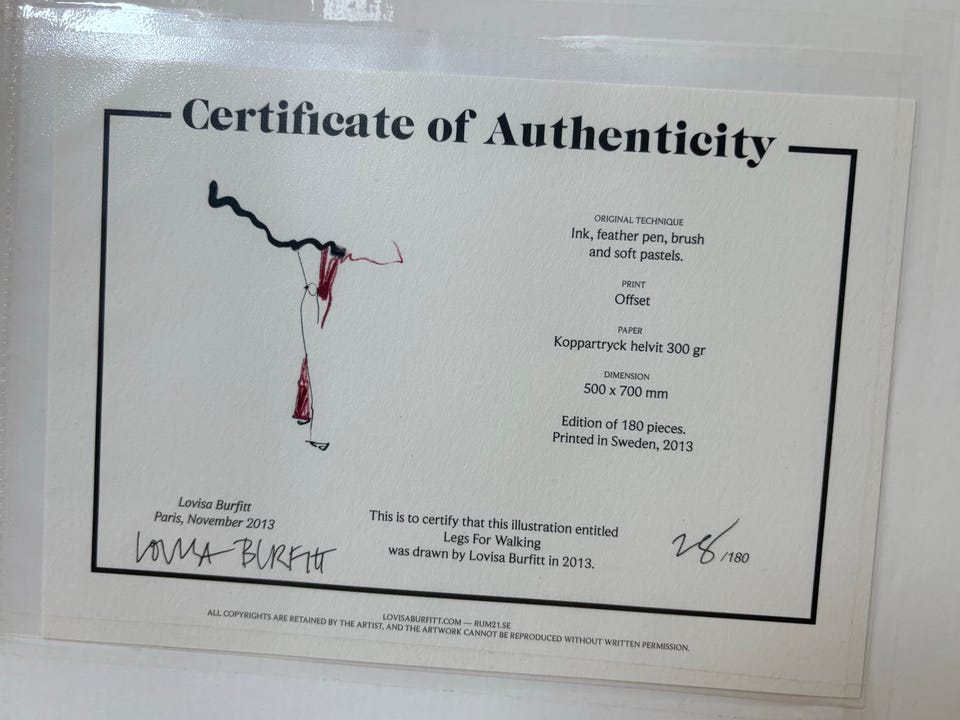 Certificate of Authenticity
ORIGINAL TECHNIQUE
Ink, feather pen, brush
and soft pastels.
PRINT
Offset
PAPER
Koppartryck helvit 300 gr
DIMENSION
500 x 700 mm
Edition of 180 pieces.
Printed in Sweden, 2013
Lovisa Burfitt
Paris, November 2013
LOVISA BURFITT
This is to certify that this illustration entitled
Legs For Walking
was drawn by Lovisa Burfitt in 2013.
28/180
LOVISABURFITT.COM — RUM21.SE
ALL COPYRIGHTS ARE RETAINED BY THE ARTIST, AND THE ARTWORK CANNOT BE REPRODUCED WITHOUT WRITTEN PERMISSION.